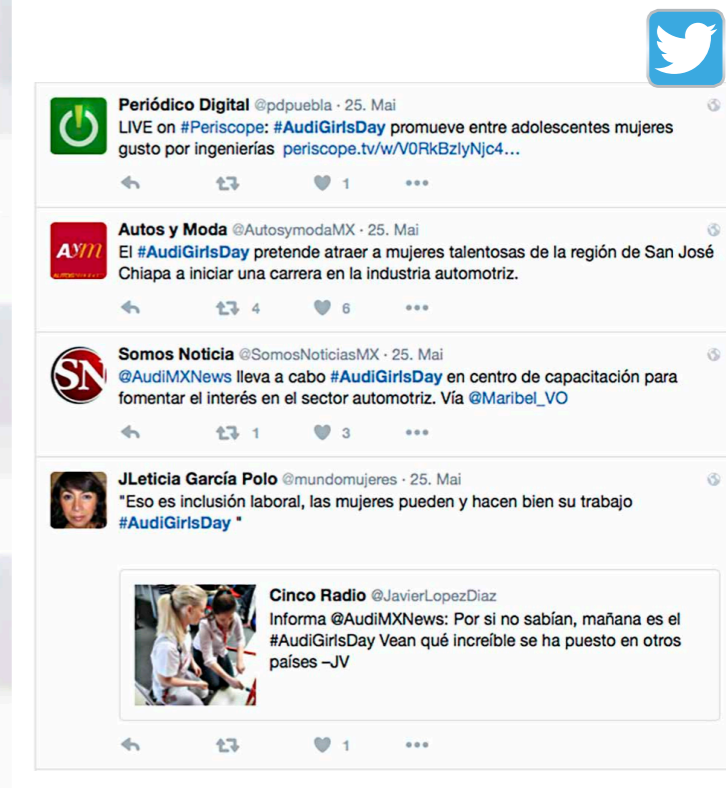 Periódico Digital @pdpuebla · 25. Mai
LIVE on #Periscope: #AudiGirlsDay promueve entre adolescentes mujeres
gusto por ingenierías periscope.tv/w/V0RkBzlyNjc4…
1
AYM
Autos y Moda @AutosymodaMX · 25. Mai
El #AudiGirlsDay pretende atraer a mujeres talentosas de la región de San José
Chiapa a iniciar una carrera en la industria automotriz.
4 6
SN
Somos Noticia @SomosNoticiasMX · 25. Mai
@AudiMXNews lleva a cabo #AudiGirlsDay en centro de capacitación para
fomentar el interés en el sector automotriz. Vía @Maribel_VO
1 3
JLeticia García Polo @mundomujeres · 25. Mai
"Eso es inclusión laboral, las mujeres pueden y hacen bien su trabajo
#AudiGirlsDay "
Cinco Radio @JavierLopezDiaz
Informa @AudiMXNews: Por si no sabían, mañana es el
#AudiGirlsDay Vean qué increíble se ha puesto en otros
países –JV
1